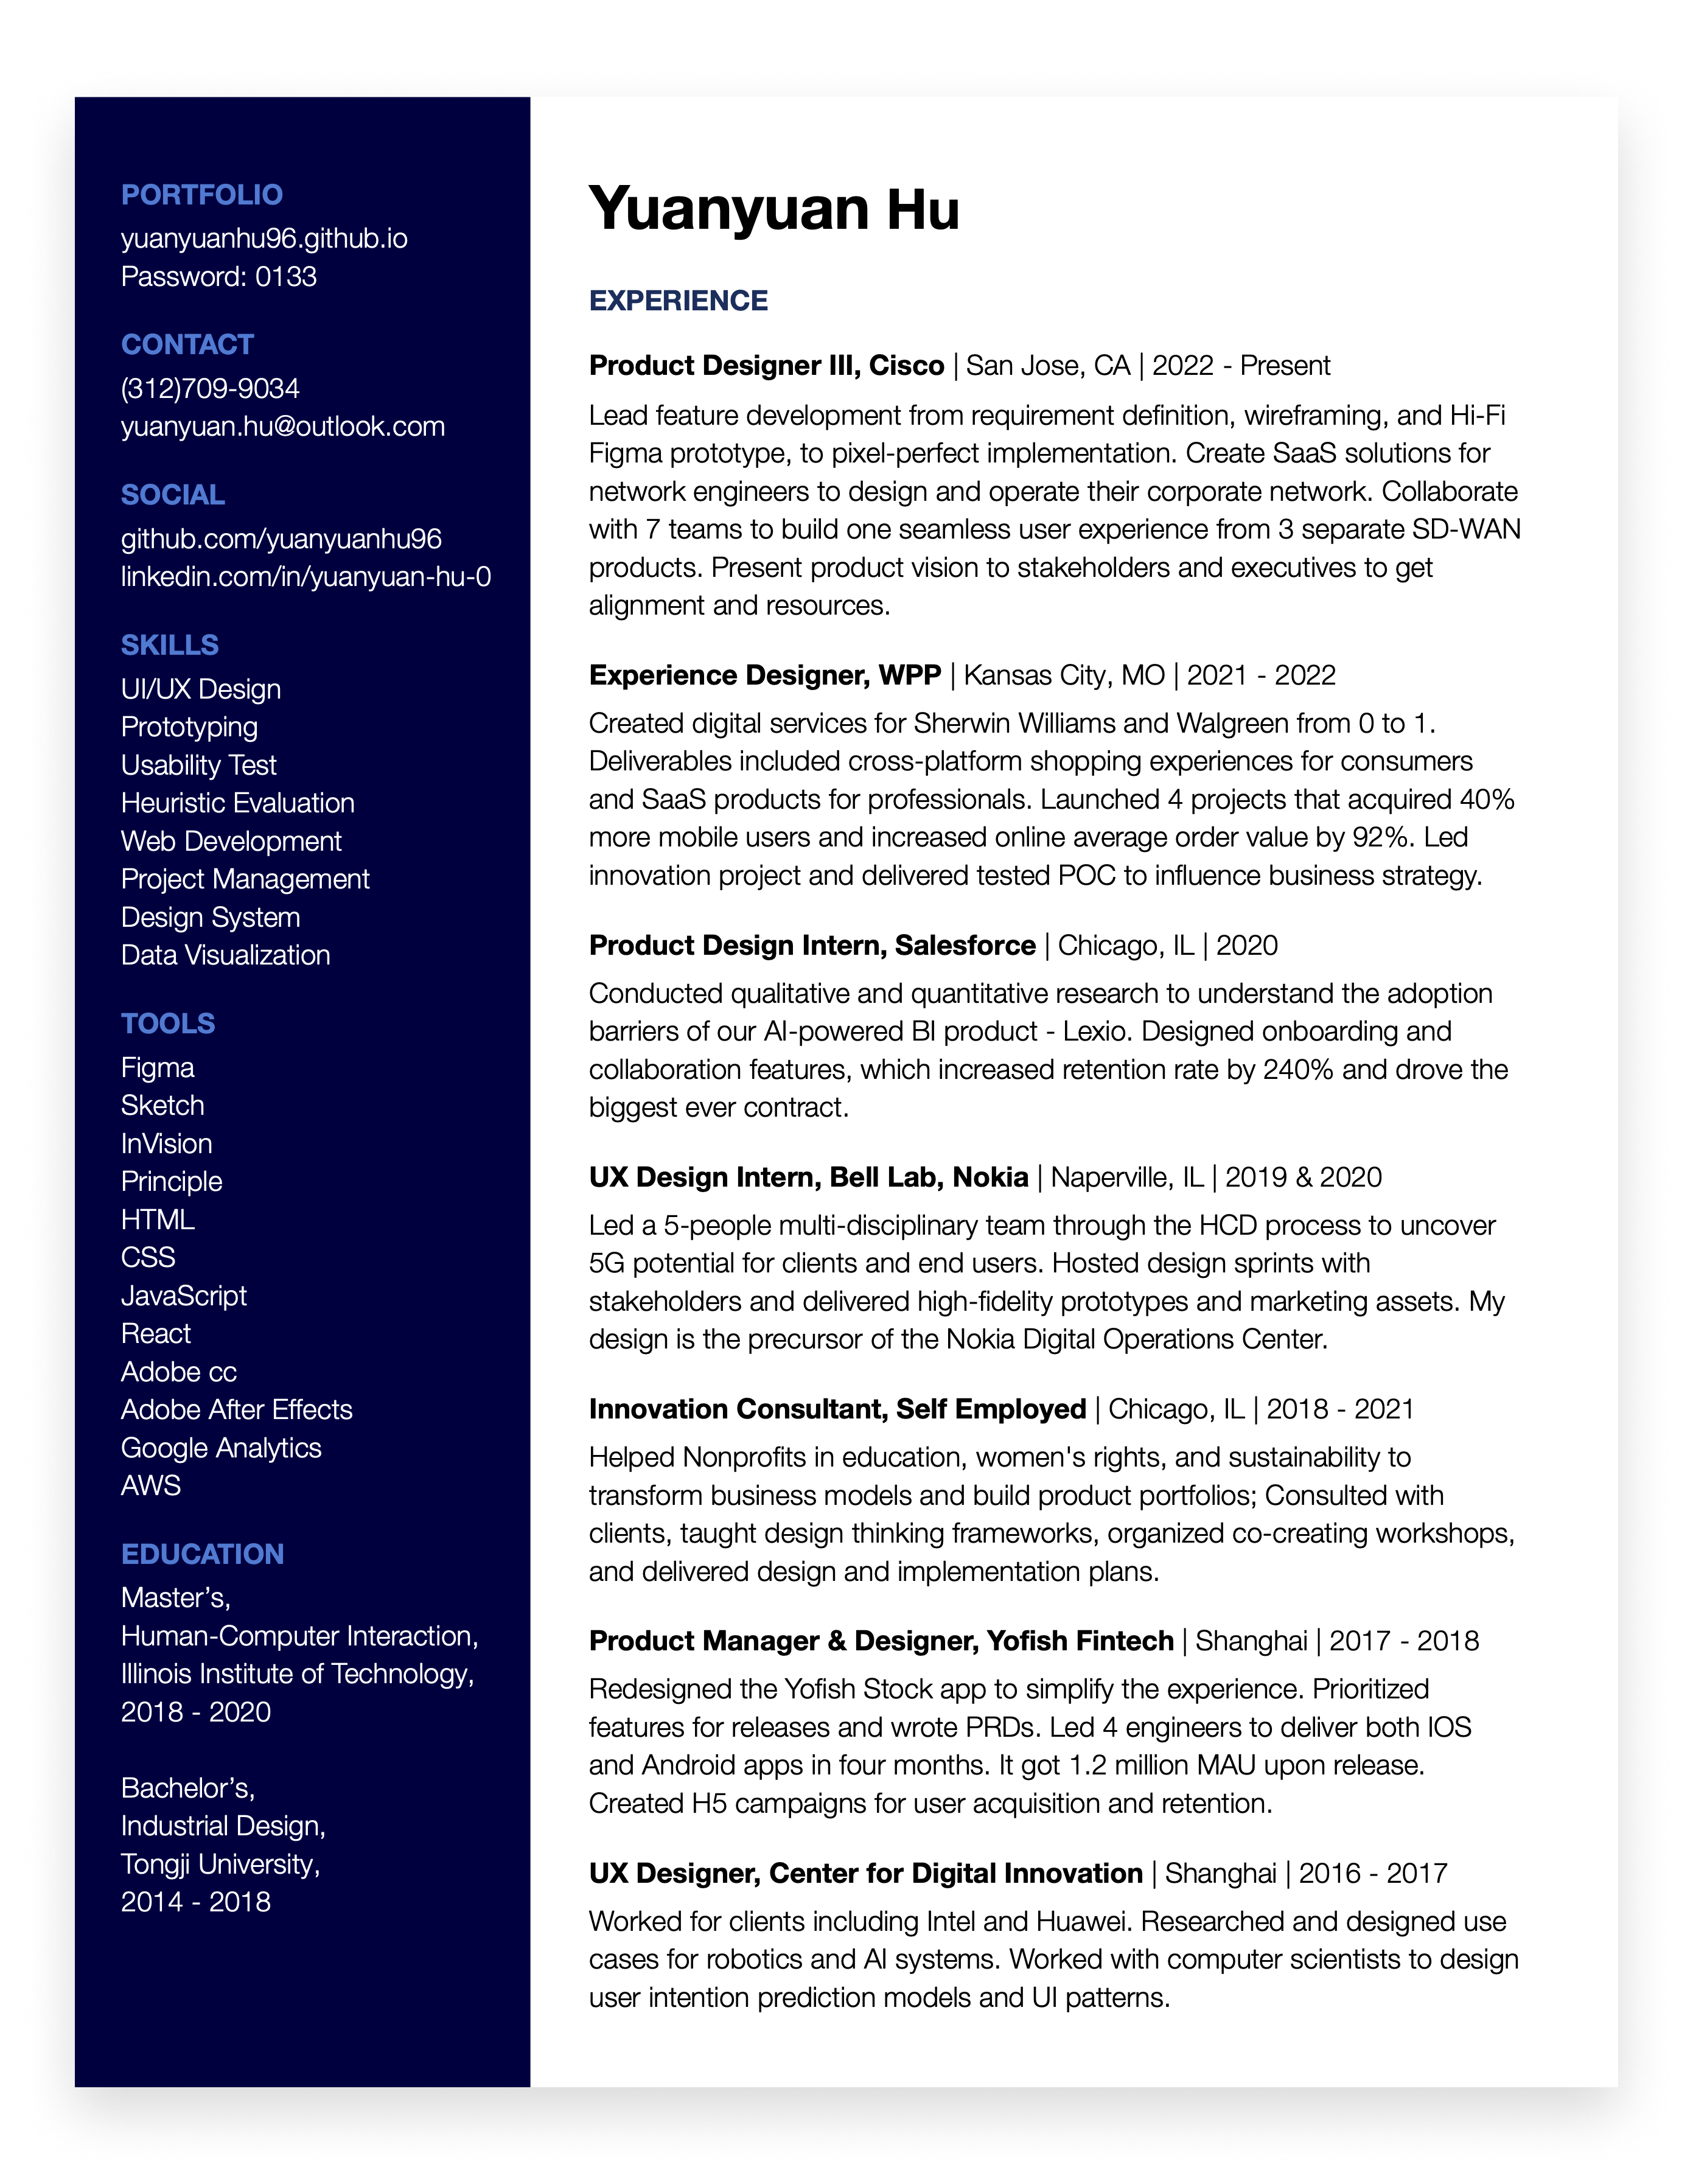 PORTFOLIO
yuanyuanhu96.github.io
Password: 0133
CONTACT
(312)709-9034
yuanyuan.hu@outlook.com
SOCIAL
github.com/yuanyuanhu96
linkedin.com/in/yuanyuan-hu-0
SKILLS
UI/UX Design
Prototyping
Usability Test
Heuristic Evaluation
Web Development
Project Management
Design System
Data Visualization
TOOLS
Figma
Sketch
InVision
Principle
HTML
CSS
JavaScript
React
Adobe cc
Adobe After Effects
Google Analytics
AWS
EDUCATION
Master’s,
Human-Computer Interaction,
Illinois Institute of Technology,
2018 - 2020
Bachelor’s,
Industrial Design,
Tongji University,
2014 - 2018
Yuanyuan Hu
EXPERIENCE
Product Designer III, Cisco | San Jose, CA | 2022 - Present
Lead feature development from requirement definition, wireframing, and Hi-Fi
Figma prototype, to pixel-perfect implementation. Create SaaS solutions for
network engineers to design and operate their corporate network. Collaborate
with 7 teams to build one seamless user experience from 3 separate SD-WAN
products. Present product vision to stakeholders and executives to get
alignment and resources.
Experience Designer, WPP | Kansas City, MO | 2021 - 2022
Created digital services for Sherwin Williams and Walgreen from 0 to 1.
Deliverables included cross-platform shopping experiences for consumers
and SaaS products for professionals. Launched 4 projects that acquired 40%
more mobile users and increased online average order value by 92%. Led
innovation project and delivered tested POC to influence business strategy.
Product Design Intern, Salesforce | Chicago, IL | 2020
Conducted qualitative and quantitative research to understand the adoption
barriers of our AI-powered BI product - Lexio. Designed onboarding and
collaboration features, which increased retention rate by 240% and drove the
biggest ever contract.
UX Design Intern, Bell Lab, Nokia | Naperville, IL | 2019 & 2020
Led a 5-people multi-disciplinary team through the HCD process to uncover
5G potential for clients and end users. Hosted design sprints with
stakeholders and delivered high-fidelity prototypes and marketing assets. My
design is the precursor of the Nokia Digital Operations Center.
Innovation Consultant, Self Employed | Chicago, IL | 2018 - 2021
Helped Nonprofits in education, women's rights, and sustainability to
transform business models and build product portfolios; Consulted with
clients, taught design thinking frameworks, organized co-creating workshops,
and delivered design and implementation plans.
Product Manager & Designer, Yofish Fintech | Shanghai | 2017 - 2018
Redesigned the Yofish Stock app to simplify the experience. Prioritized
features for releases and wrote PRDs. Led 4 engineers to deliver both IOS
and Android apps in four months. It got 1.2 million MAU upon release.
Created H5 campaigns for user acquisition and retention.
UX Designer, Center for Digital Innovation | Shanghai | 2016 - 2017
Worked for clients including Intel and Huawei. Researched and designed use
cases for robotics and AI systems. Worked with computer scientists to design
user intention prediction models and UI patterns.